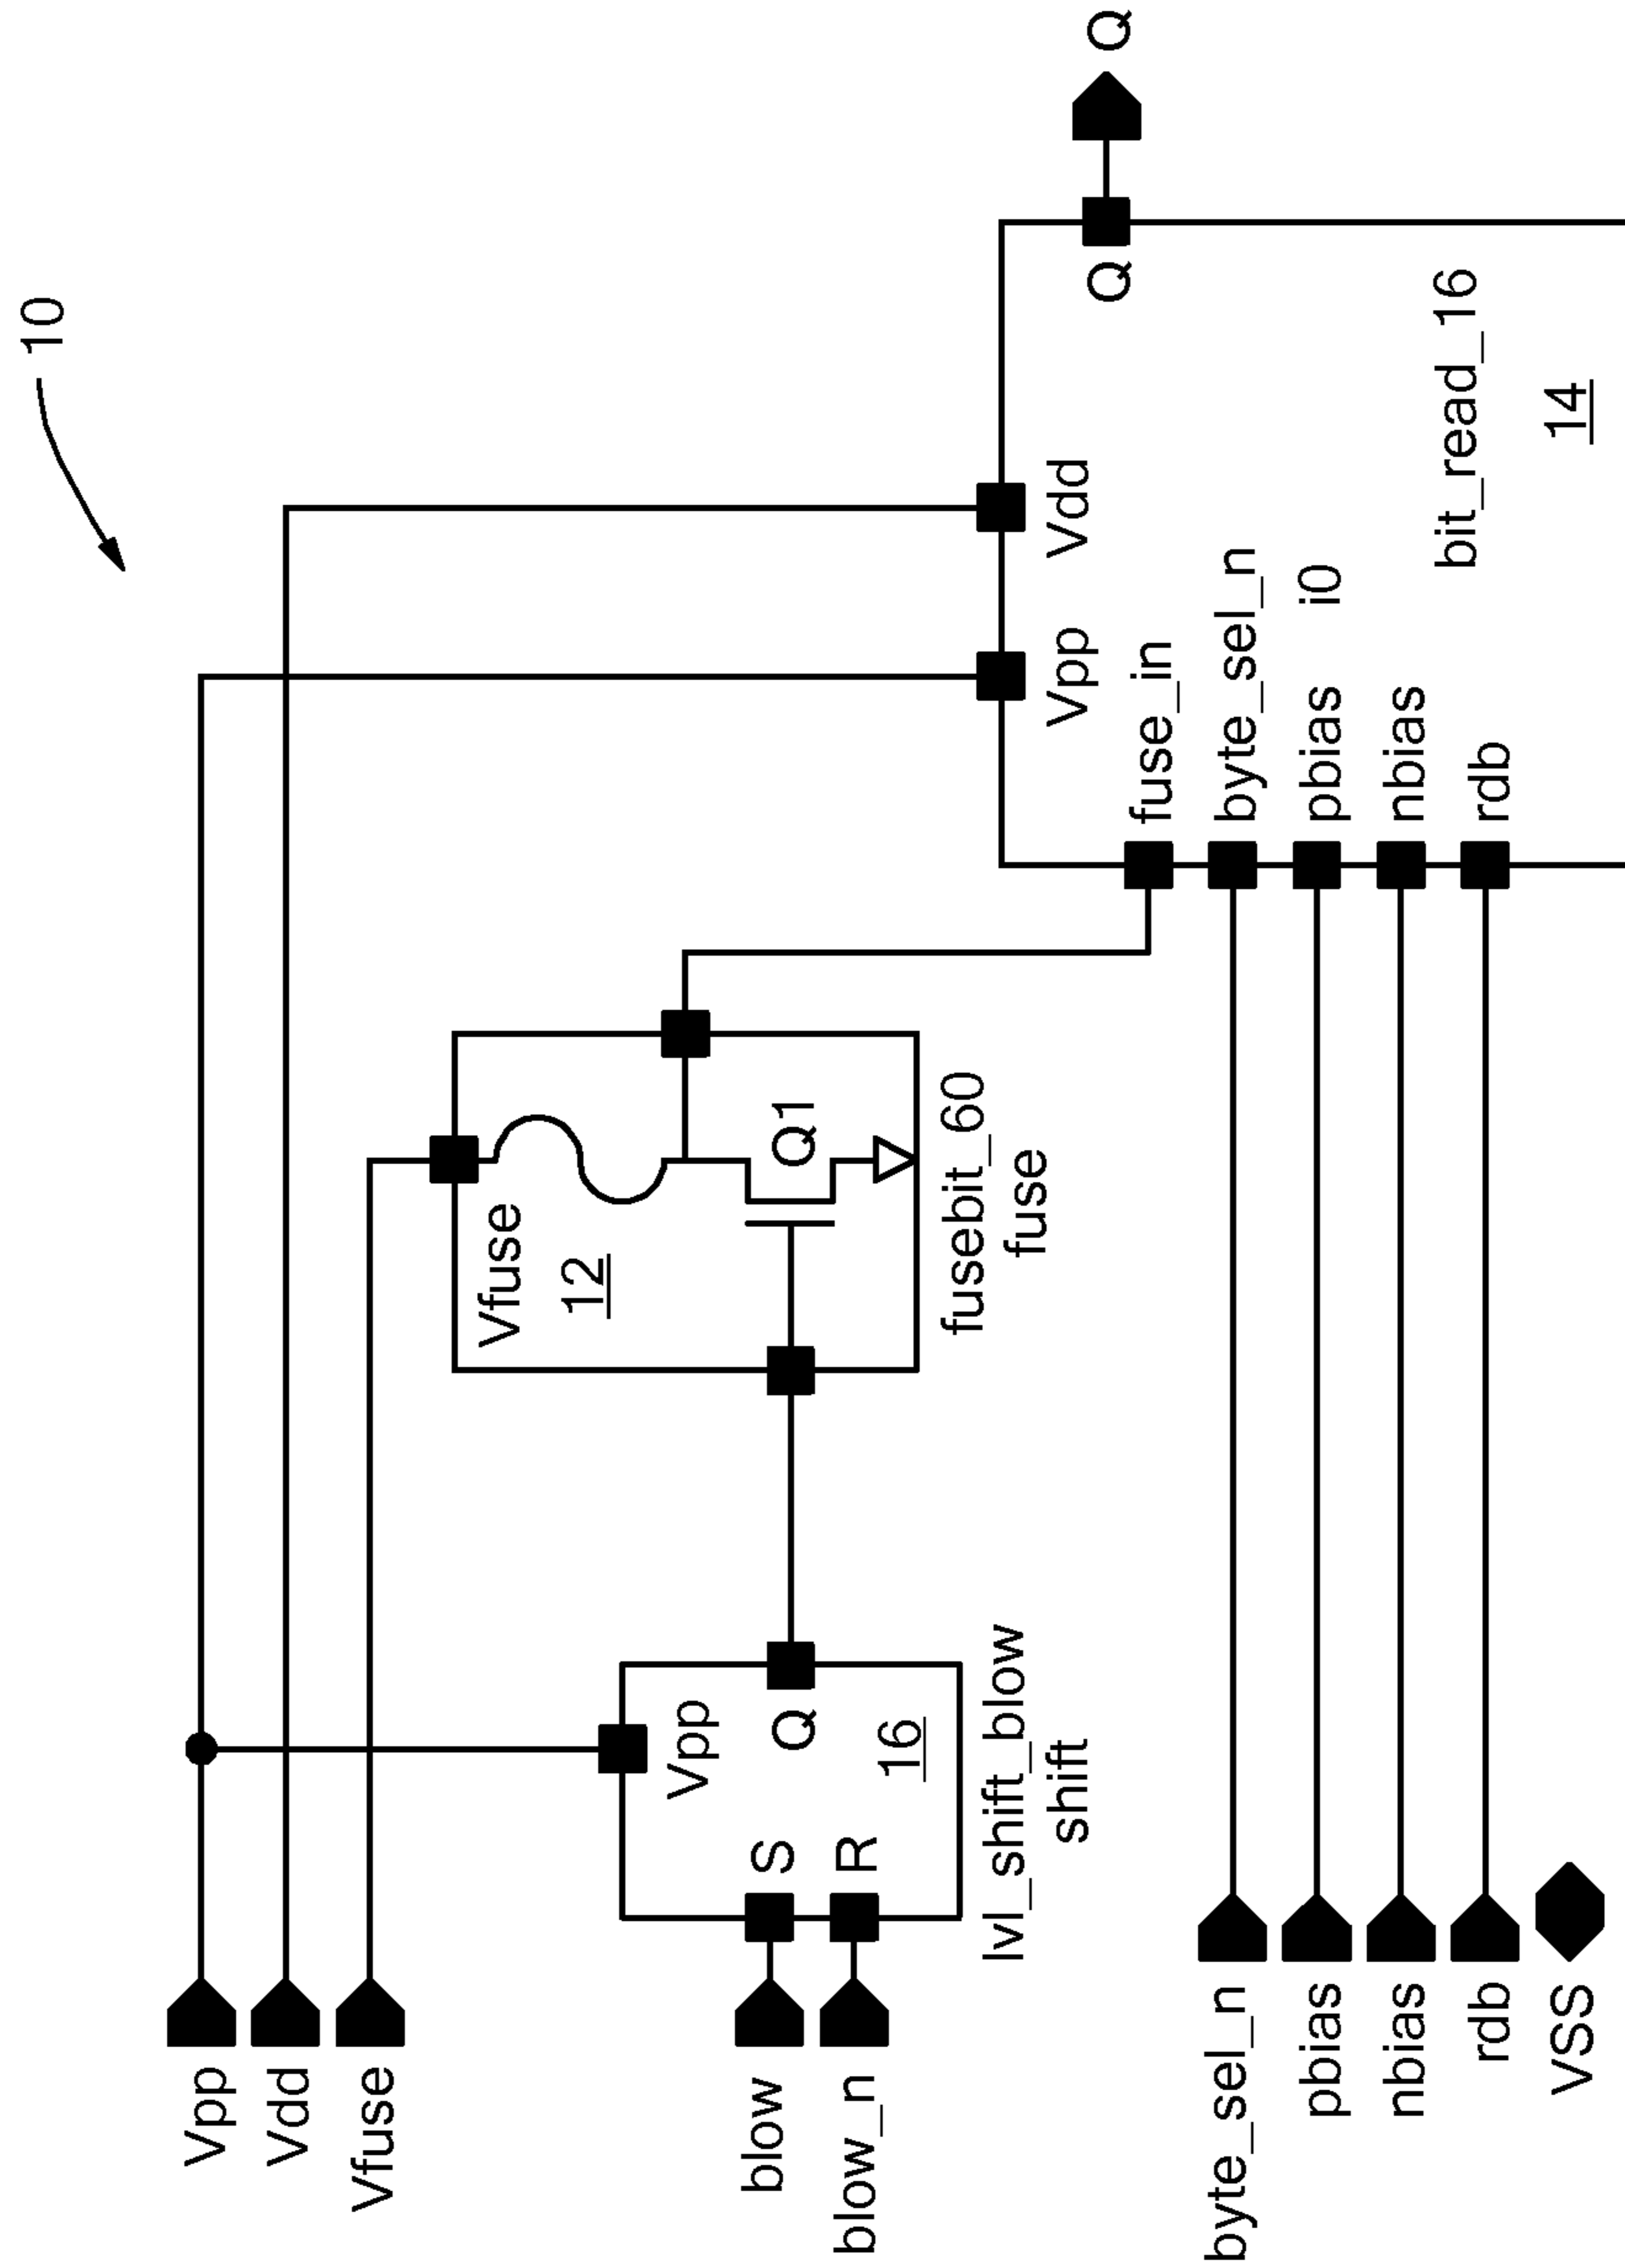 10
Vpp
Vdd
Vfuse
blow
blow_n
S
R
Vpp
Q
16
lvl_shift_blow
shift
Vfuse
12
Q1
fusebit_60
fuse
Vpp
Vdd
Q
Q
fuse_in
byte_sel_n
pbias
i0
nbias
rdb
bit_read_16
14
byte_sel_n
pbias
nbias
rdb
VSS